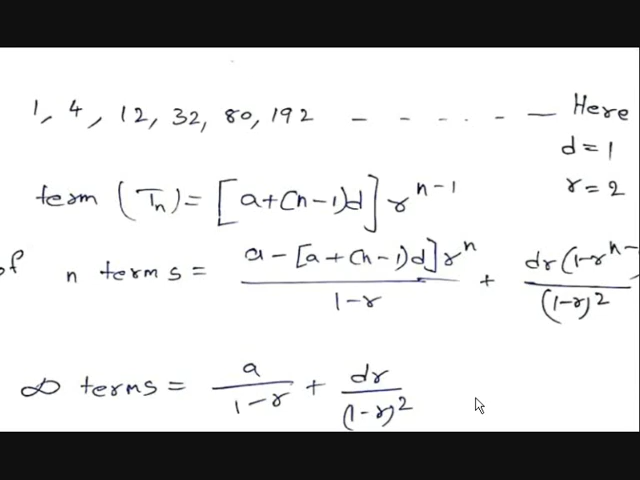 1, 4, 12, 32, 80, 192 — - - . - — Here
d = 1
term (Tn) = [a+(n-1)d] r^n-1
r = 2
of n terms = a - [a+(n-1)d]r^n / 1-r + dr(1-r^n- / (1-r)^2
∞ terms = a / 1-r + dr / (1-r)^2